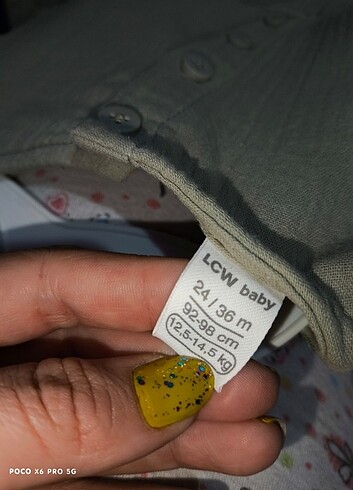 LCW baby
24 / 36 m
92-98 cm
12,5-14,5 kg
POCO X6 PRO 5G